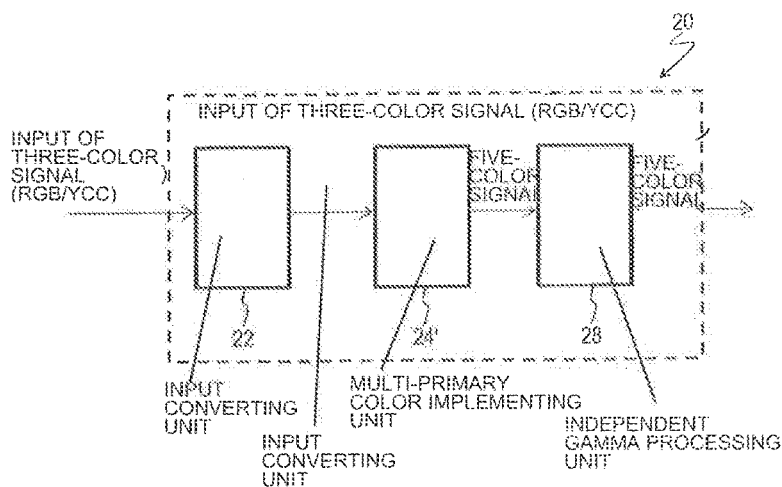 20
INPUT OF THREE-COLOR SIGNAL (RGB/YCC)
INPUT OF
THREE-COLOR
SIGNAL
(RGB/YCC)
FIVE-
COLOR
SIGNAL
FIVE-
COLOR
SIGNAL
22
24'
28
INPUT
CONVERTING
UNIT
INPUT
CONVERTING
UNIT
MULTI-PRIMARY
COLOR IMPLEMENTING
UNIT
INDEPENDENT
GAMMA PROCESSING
UNIT